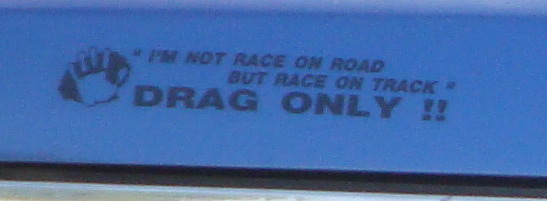 " I'M NOT RACE ON ROAD
BUT RACE ON TRACK "
DRAG ONLY !!